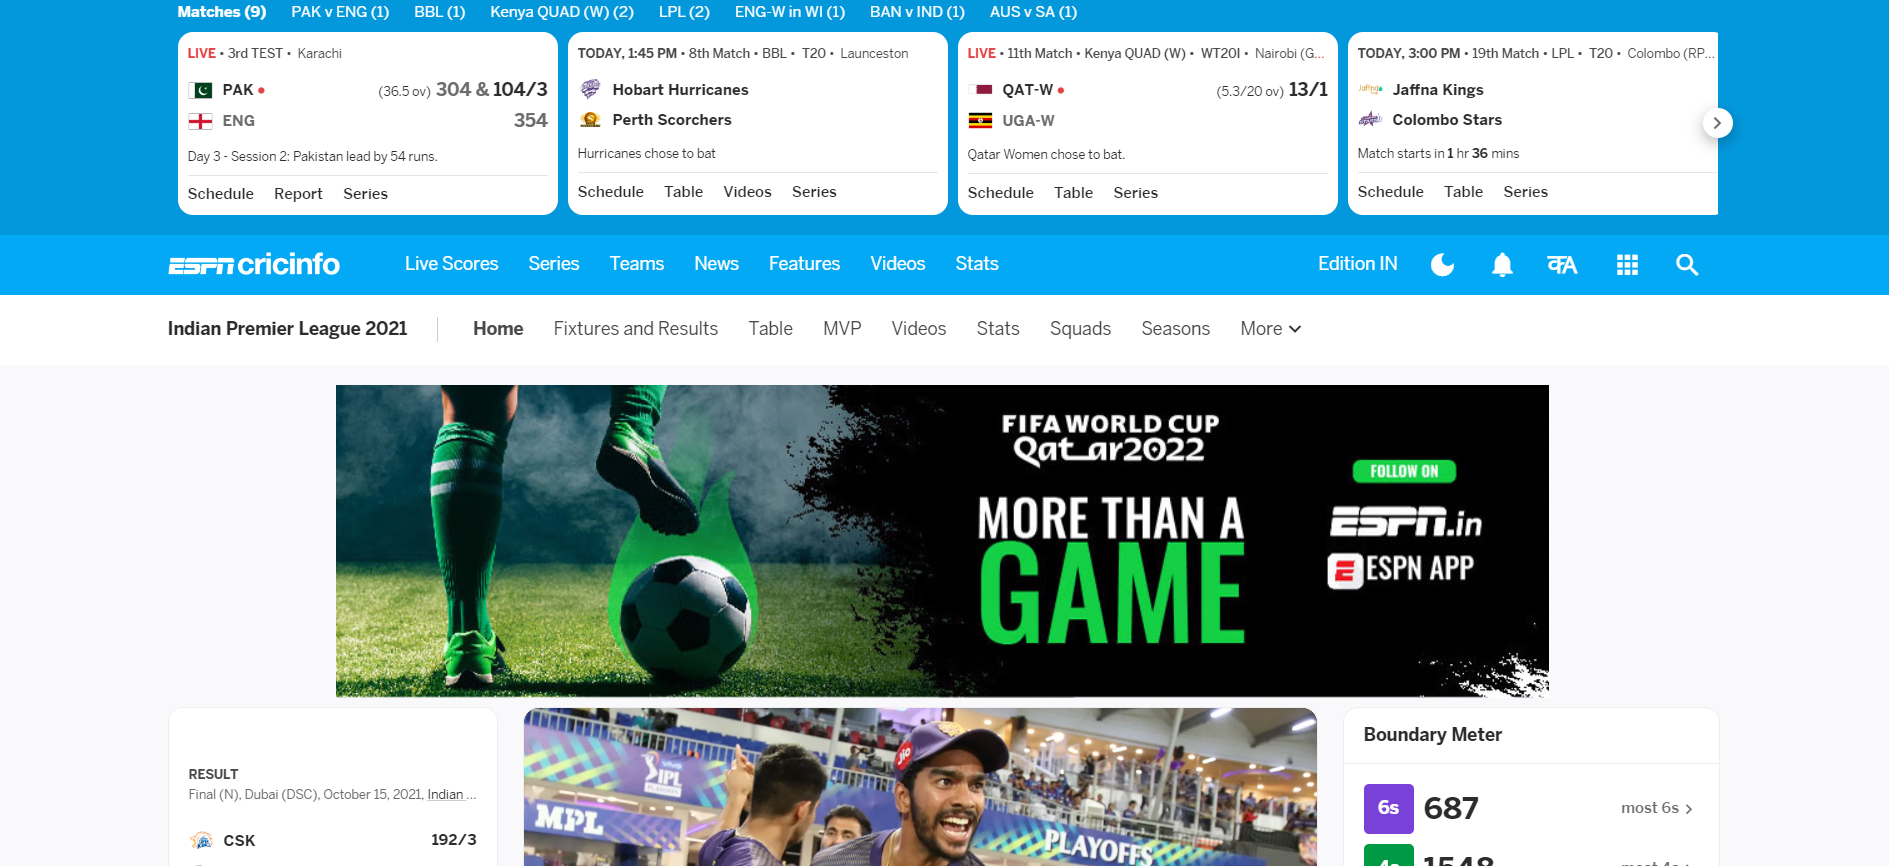 Matches (9) PAK v ENG (1) BBL (1) Kenya QUAD (W) (2) LPL (2) ENG-W in WI (1) BAN v IND (1) AUS v SA (1)
LIVE • 3rd TEST • Karachi
PAK • (36.5 ov) 304 & 104/3
ENG 354
Day 3 - Session 2: Pakistan lead by 54 runs.
Schedule Report Series
TODAY, 1:45 PM • 8th Match • BBL • T20 • Launceston
Hobart Hurricanes
Perth Scorchers
Hurricanes chose to bat
Schedule Table Videos Series
LIVE • 11th Match • Kenya QUAD (W) • WT20I • Nairobi (G...
QAT-W • (5.3/20 ov) 13/1
UGA-W
Qatar Women chose to bat.
Schedule Table Series
TODAY, 3:00 PM • 19th Match • LPL • T20 • Colombo (RP...
Jaffna Kings
Colombo Stars
Match starts in 1 hr 36 mins
Schedule Table Series
ESPN cricinfo Live Scores Series Teams News Features Videos Stats Edition IN
Indian Premier League 2021 Home Fixtures and Results Table MVP Videos Stats Squads Seasons More
FIFA WORLD CUP
Qatar2022
MORE THAN A
GAME
FOLLOW ON
ESPN.in
E ESPN APP
RESULT
Final (N), Dubai (DSC), October 15, 2021, Indian ...
CSK 192/3
vivo
IPL
PLAYOFFS
Jio
MPL
PLAYOFFS
Boundary Meter
6s 687 most 6s
4s 1548 most 4s